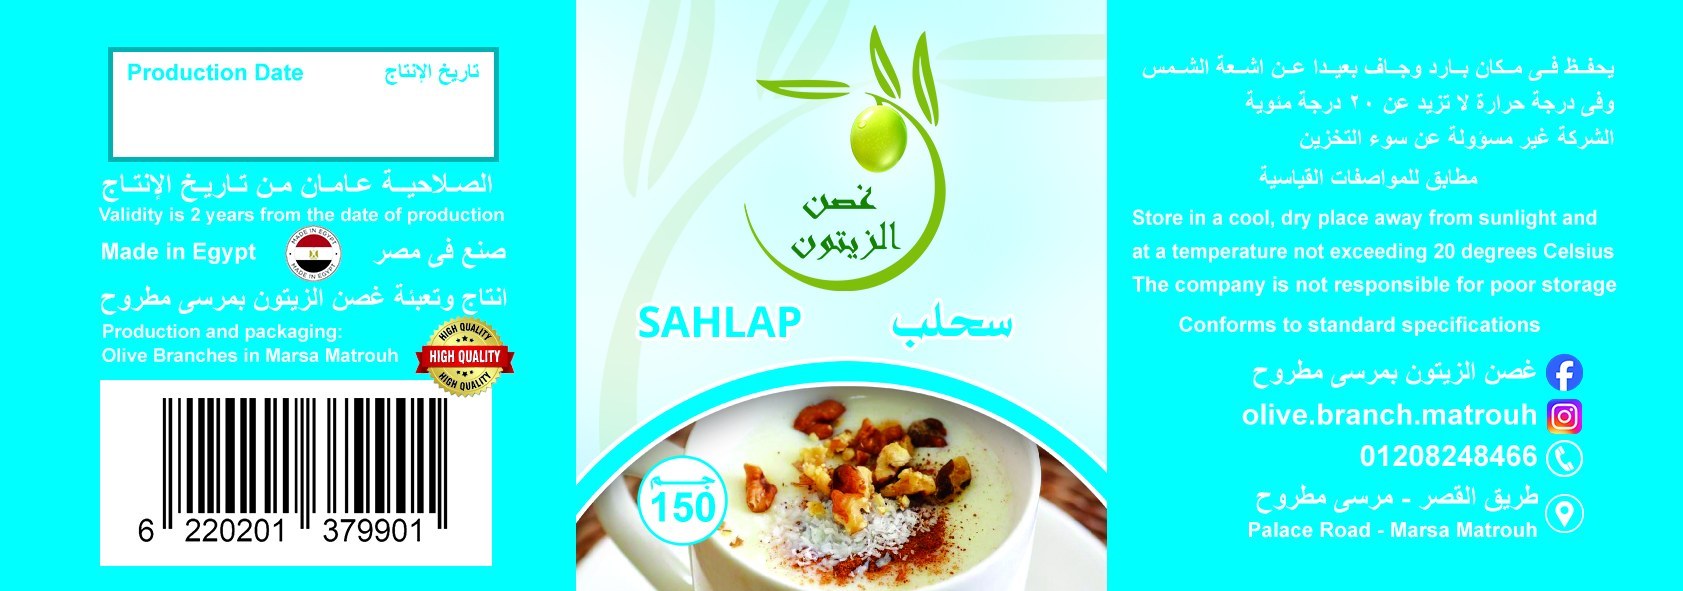 Production Date تاريخ الإنتاج
الصلاحية عامان من تاريخ الإنتاج
Validity is 2 years from the date of production
Made in Egypt صنع فى مصر
MADE IN EGYPT
MADE IN EGYPT
انتاج وتعبئة غصن الزيتون بمرسى مطروح
Production and packaging:
Olive Branches in Marsa Matrouh
HIGH QUALITY
HIGH QUALITY
HIGH QUALITY
6 220201 379901
غصن
الزيتون
SAHLAP سحلب
جم
150
يحفظ فى مكان بارد وجاف بعيدا عن اشعة الشمس
وفى درجة حرارة لا تزيد عن ٢٠ درجة مئوية
الشركة غير مسؤولة عن سوء التخزين
مطابق للمواصفات القياسية
Store in a cool, dry place away from sunlight and
at a temperature not exceeding 20 degrees Celsius
The company is not responsible for poor storage
Conforms to standard specifications
غصن الزيتون بمرسى مطروح
olive.branch.matrouh
01208248466
طريق القصر - مرسى مطروح
Palace Road - Marsa Matrouh